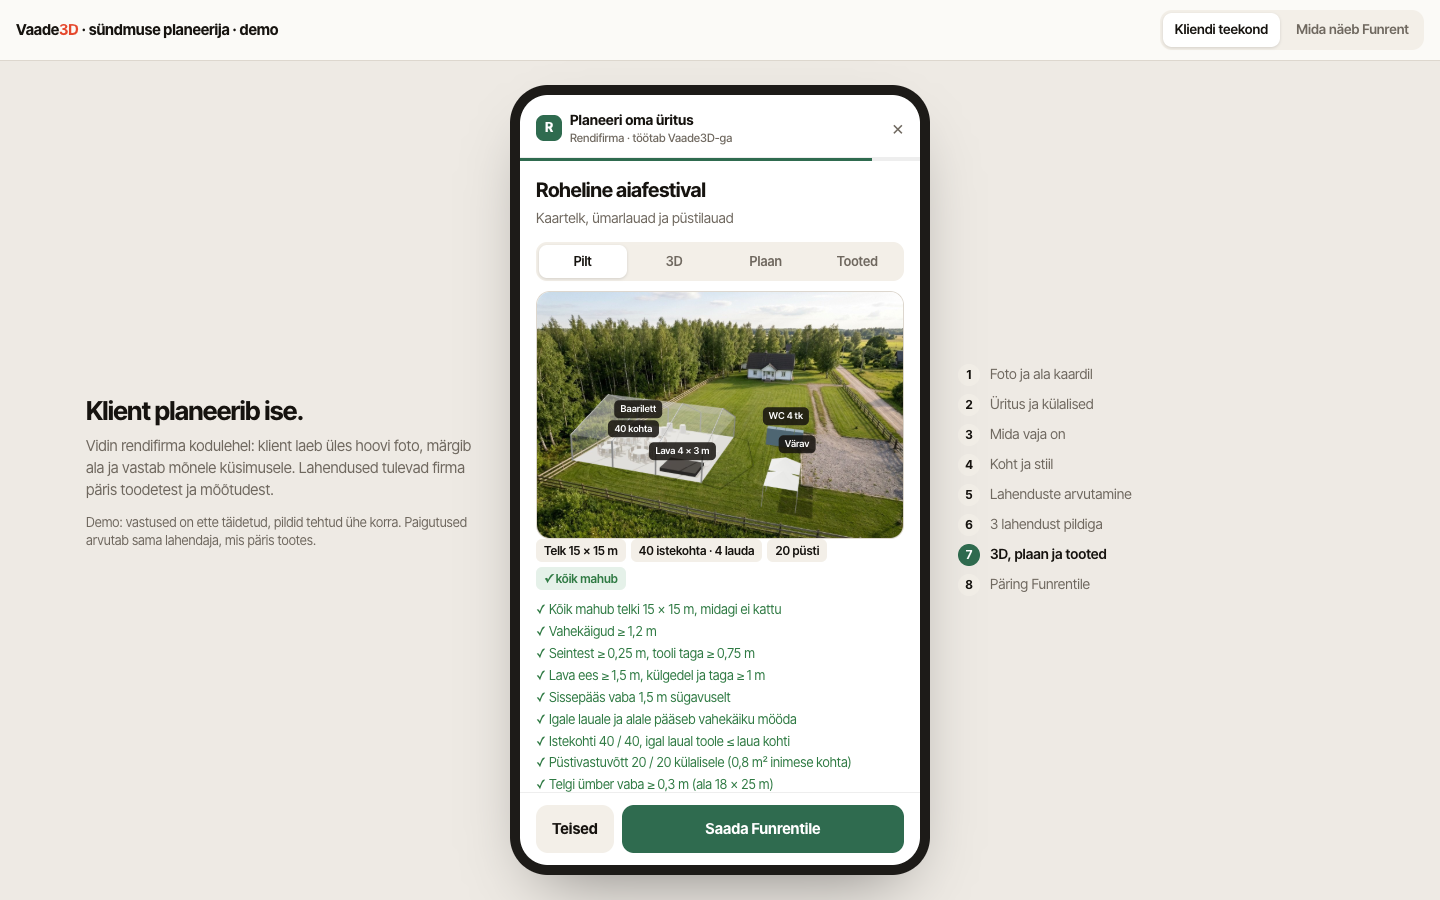 Vaade3D · sündmuse planeerija · demo
Kliendi teekond
Mida näeb Funrent
Klient planeerib ise.
Vidin rendifirma kodulehel: klient laeb üles hoovi foto, märgib
ala ja vastab mõnele küsimusele. Lahendused tulevad firma
päris toodetest ja mõõtudest.
Demo: vastused on ette täidetud, pildid tehtud ühe korra. Paigutused
arvutab sama lahendaja, mis päris tootes.
R
Planeeri oma üritus
Rendifirma · töötab Vaade3D-ga
×
Roheline aiafestival
Kaartelk, ümarlauad ja püstilauad
Pilt
3D
Plaan
Tooted
Baarilett
40 kohta
Lava 4 × 3 m
WC 4 tk
Värav
Telk 15 × 15 m
40 istekohta · 4 lauda
20 püsti
✓ kõik mahub
✓ Kõik mahub telki 15 × 15 m, midagi ei kattu
✓ Vahekäigud ≥ 1,2 m
✓ Seintest ≥ 0,25 m, tooli taga ≥ 0,75 m
✓ Lava ees ≥ 1,5 m, külgedel ja taga ≥ 1 m
✓ Sissepääs vaba 1,5 m sügavuselt
✓ Igale lauale ja alale pääseb vahekäiku mööda
✓ Istekohti 40 / 40, igal laual toole ≤ laua kohti
✓ Püstivastuvõtt 20 / 20 külalisele (0,8 m² inimese kohta)
✓ Telgi ümber vaba ≥ 0,3 m (ala 18 × 25 m)
Teised
Saada Funrentile
1 Foto ja ala kaardil
2 Üritus ja külalised
3 Mida vaja on
4 Koht ja stiil
5 Lahenduste arvutamine
6 3 lahendust pildiga
7 3D, plaan ja tooted
8 Päring Funrentile